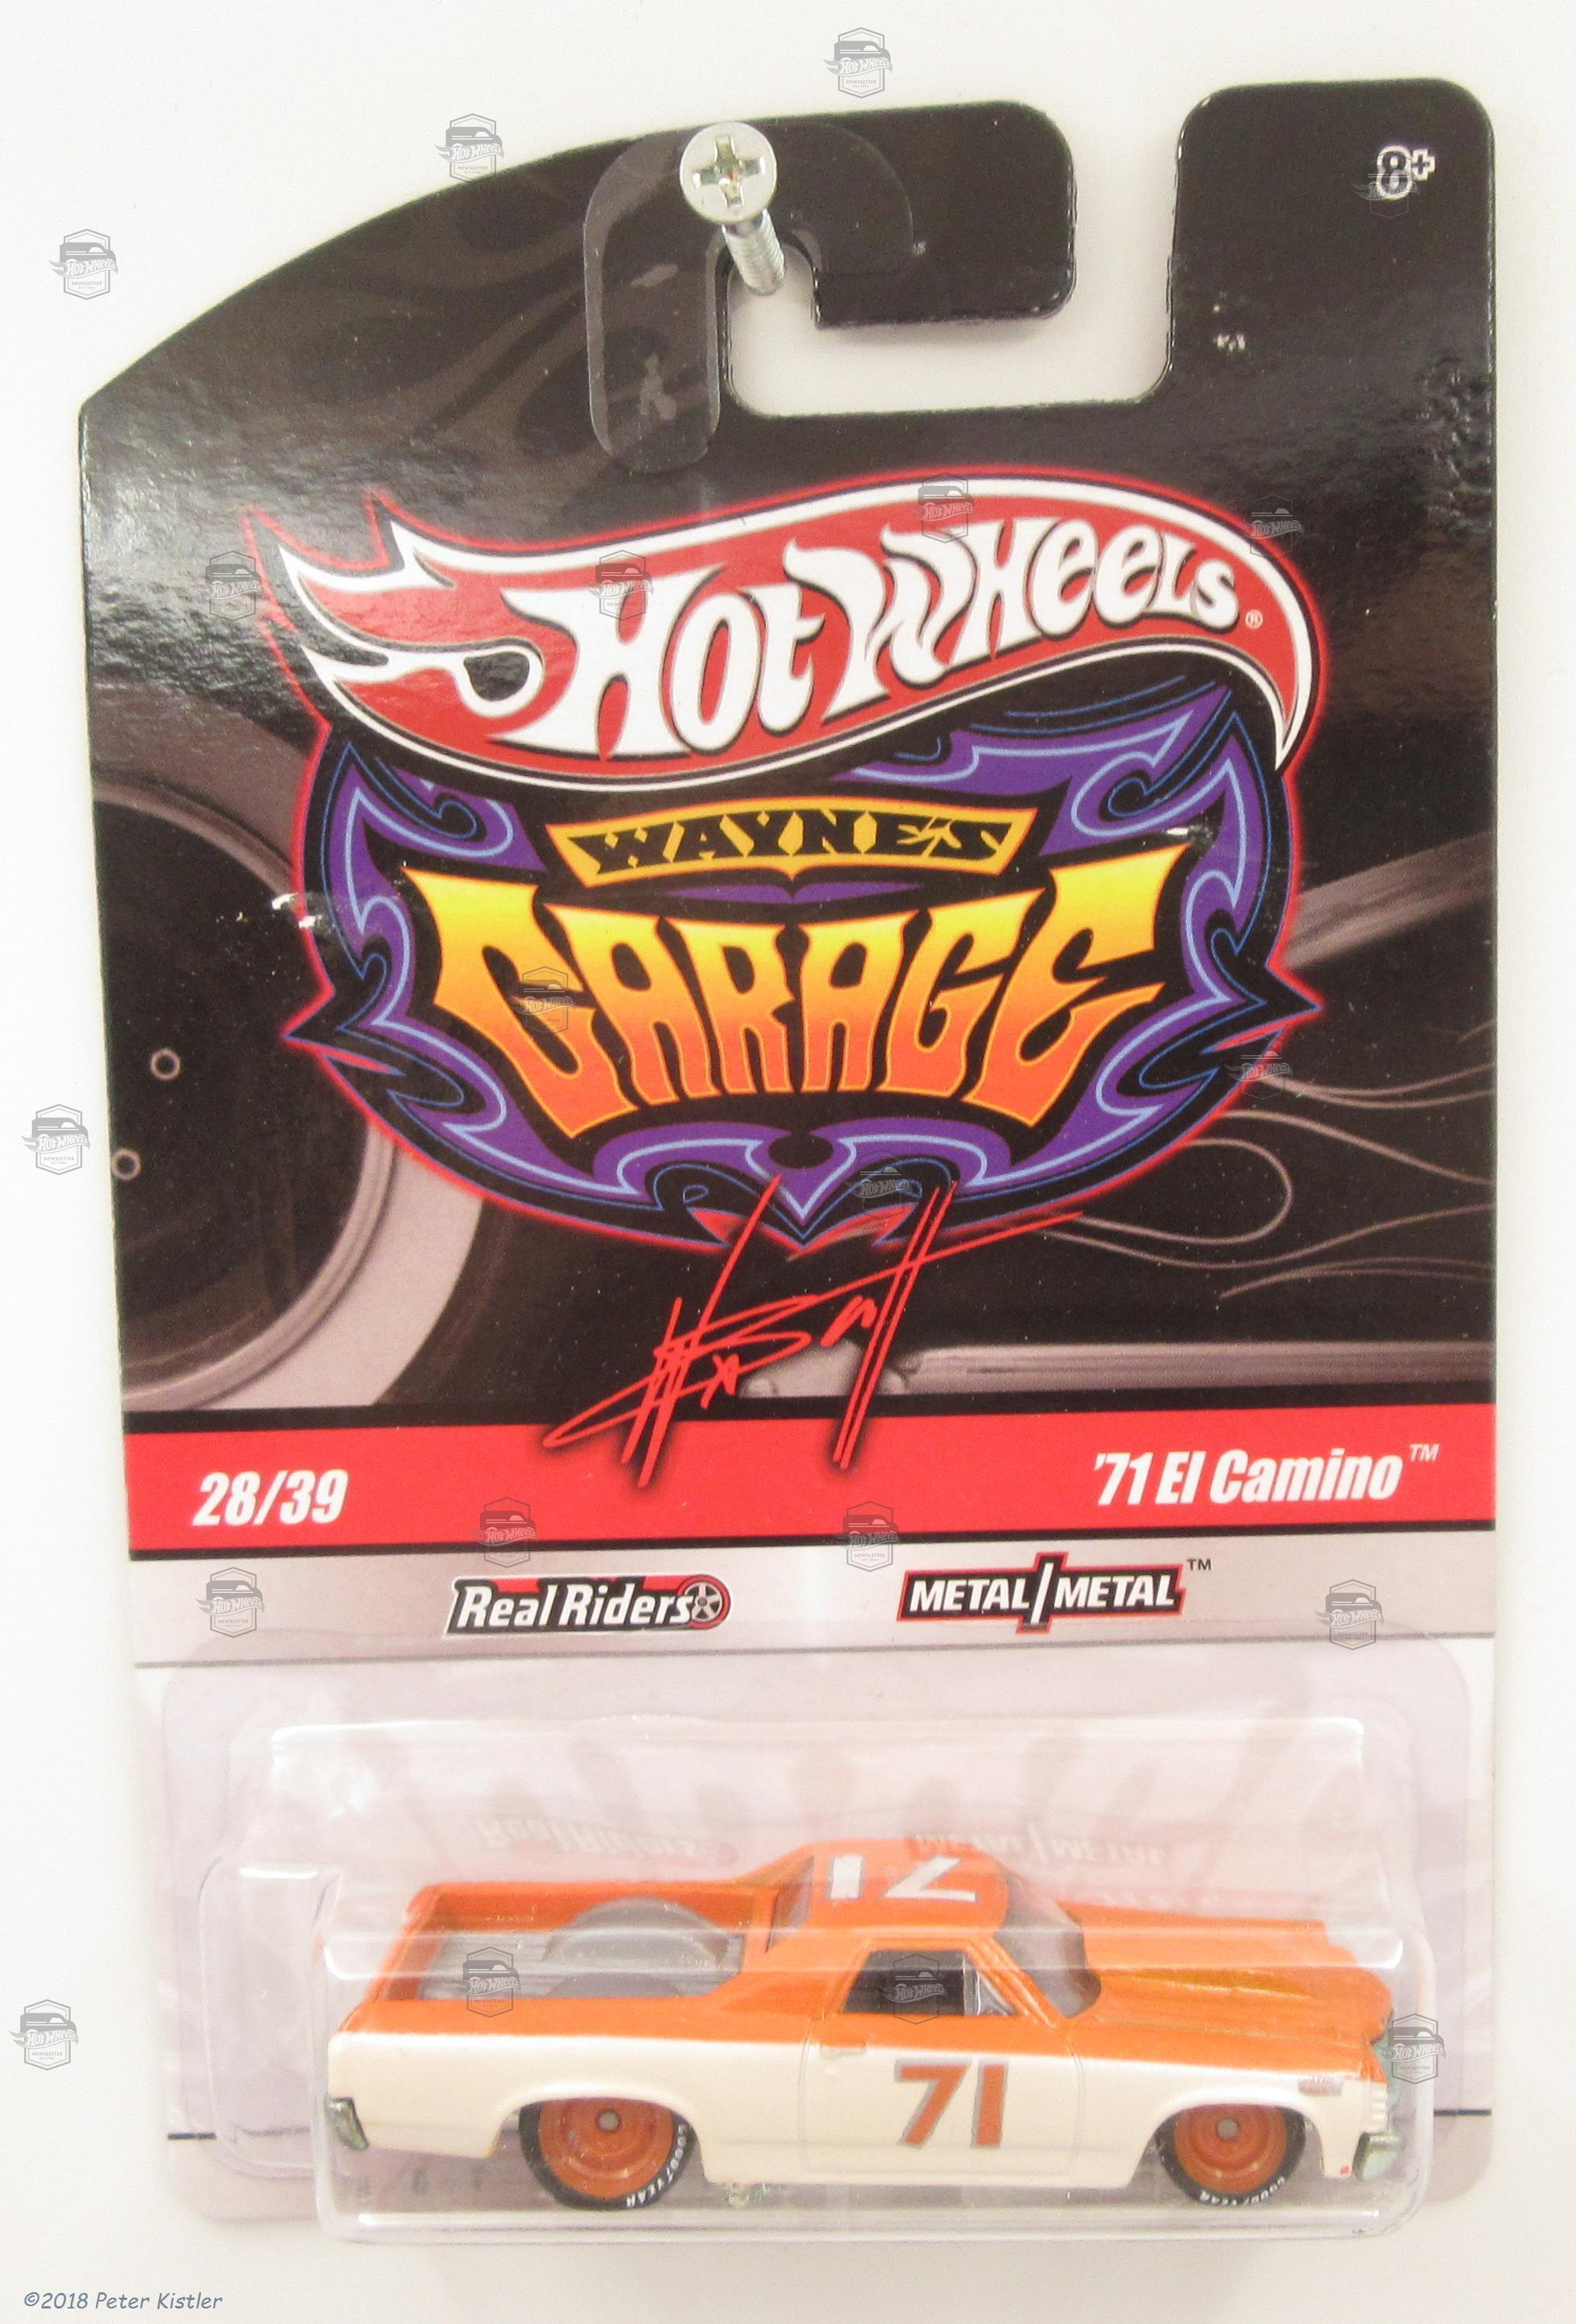 8+
HOT WHEELS®
WAYNE'S
GARAGE
28/39
'71 El Camino™
Real Riders
METAL/METAL™
71
71
GOODYEAR
GOODYEAR
©2018 Peter Kistler